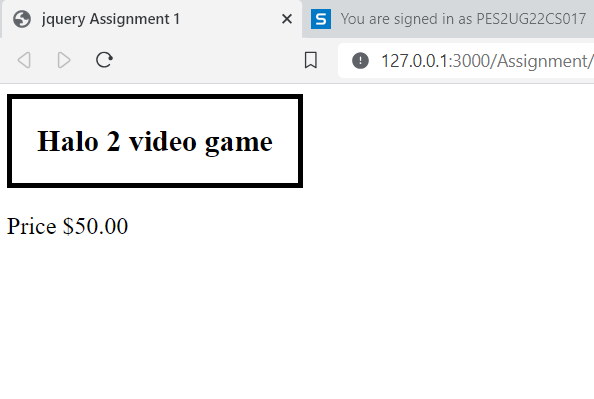 jquery Assignment 1
S You are signed in as PES2UG22CS017
127.0.0.1:3000/Assignment/
Halo 2 video game
Price $50.00